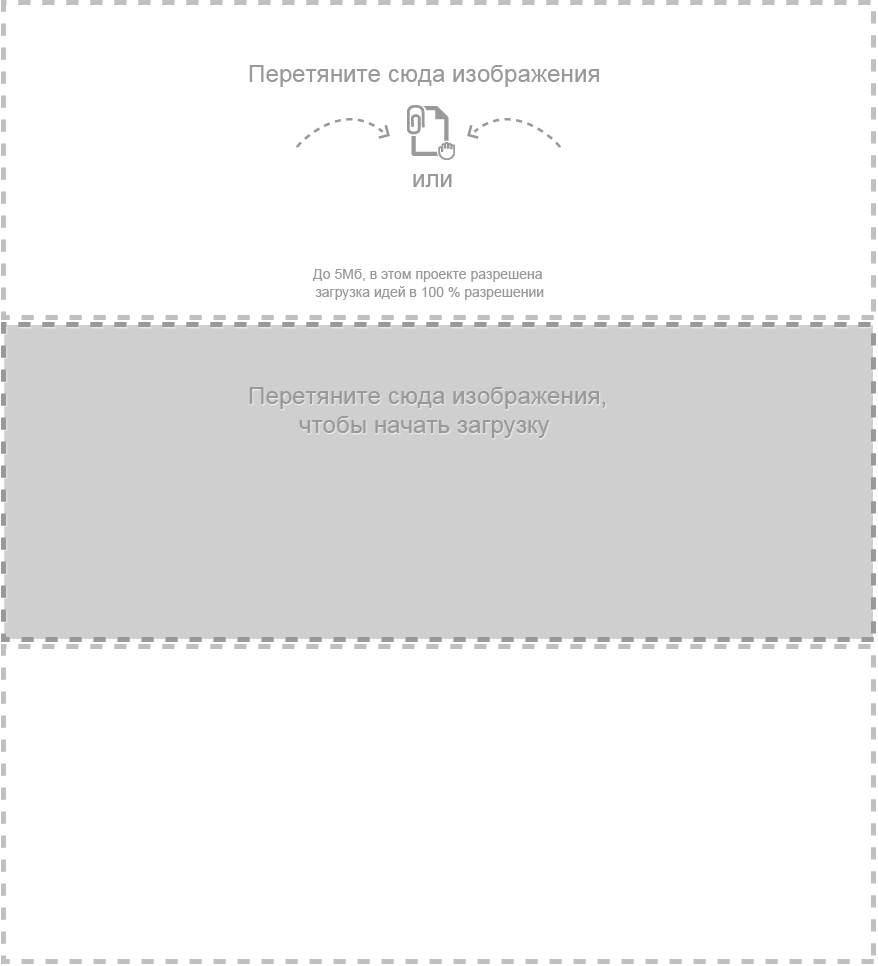 Перетяните сюда изображения
или
До 5Мб, в этом проекте разрешена
загрузка идей в 100 % разрешении
Перетяните сюда изображения,
чтобы начать загрузку